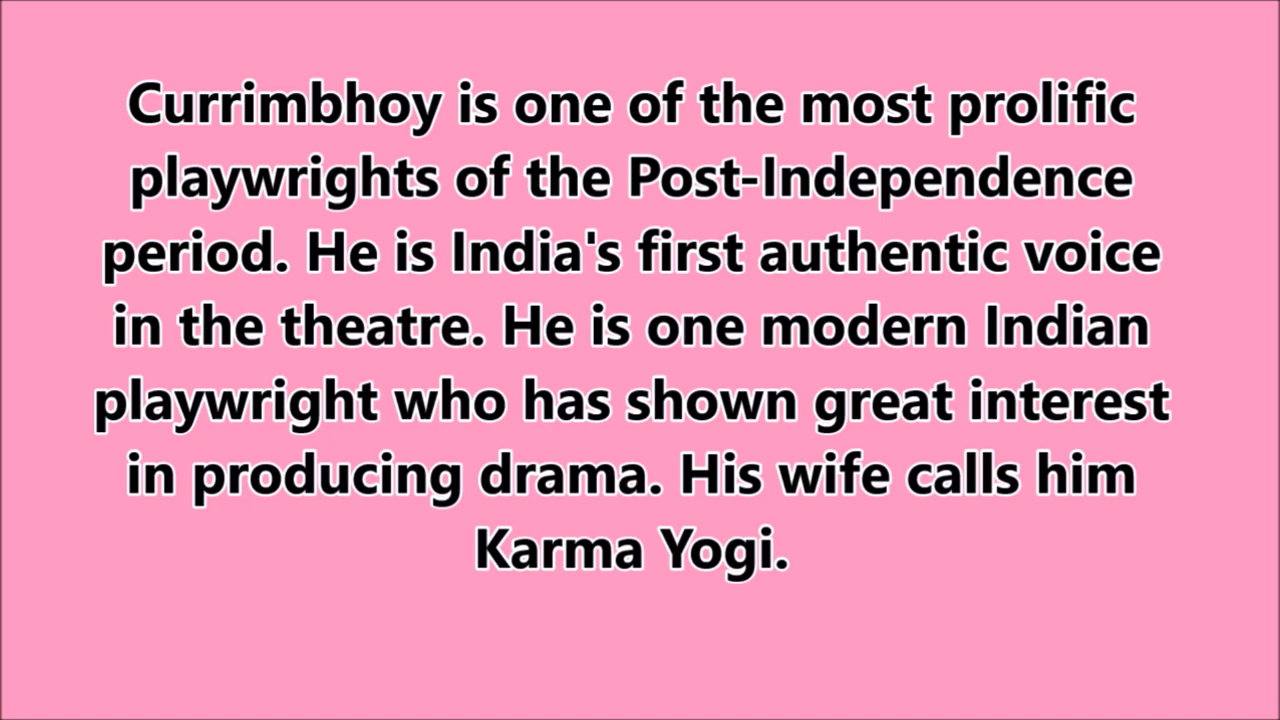 Currimbhoy is one of the most prolific
playwrights of the Post-Independence
period. He is India's first authentic voice
in the theatre. He is one modern Indian
playwright who has shown great interest
in producing drama. His wife calls him
Karma Yogi.